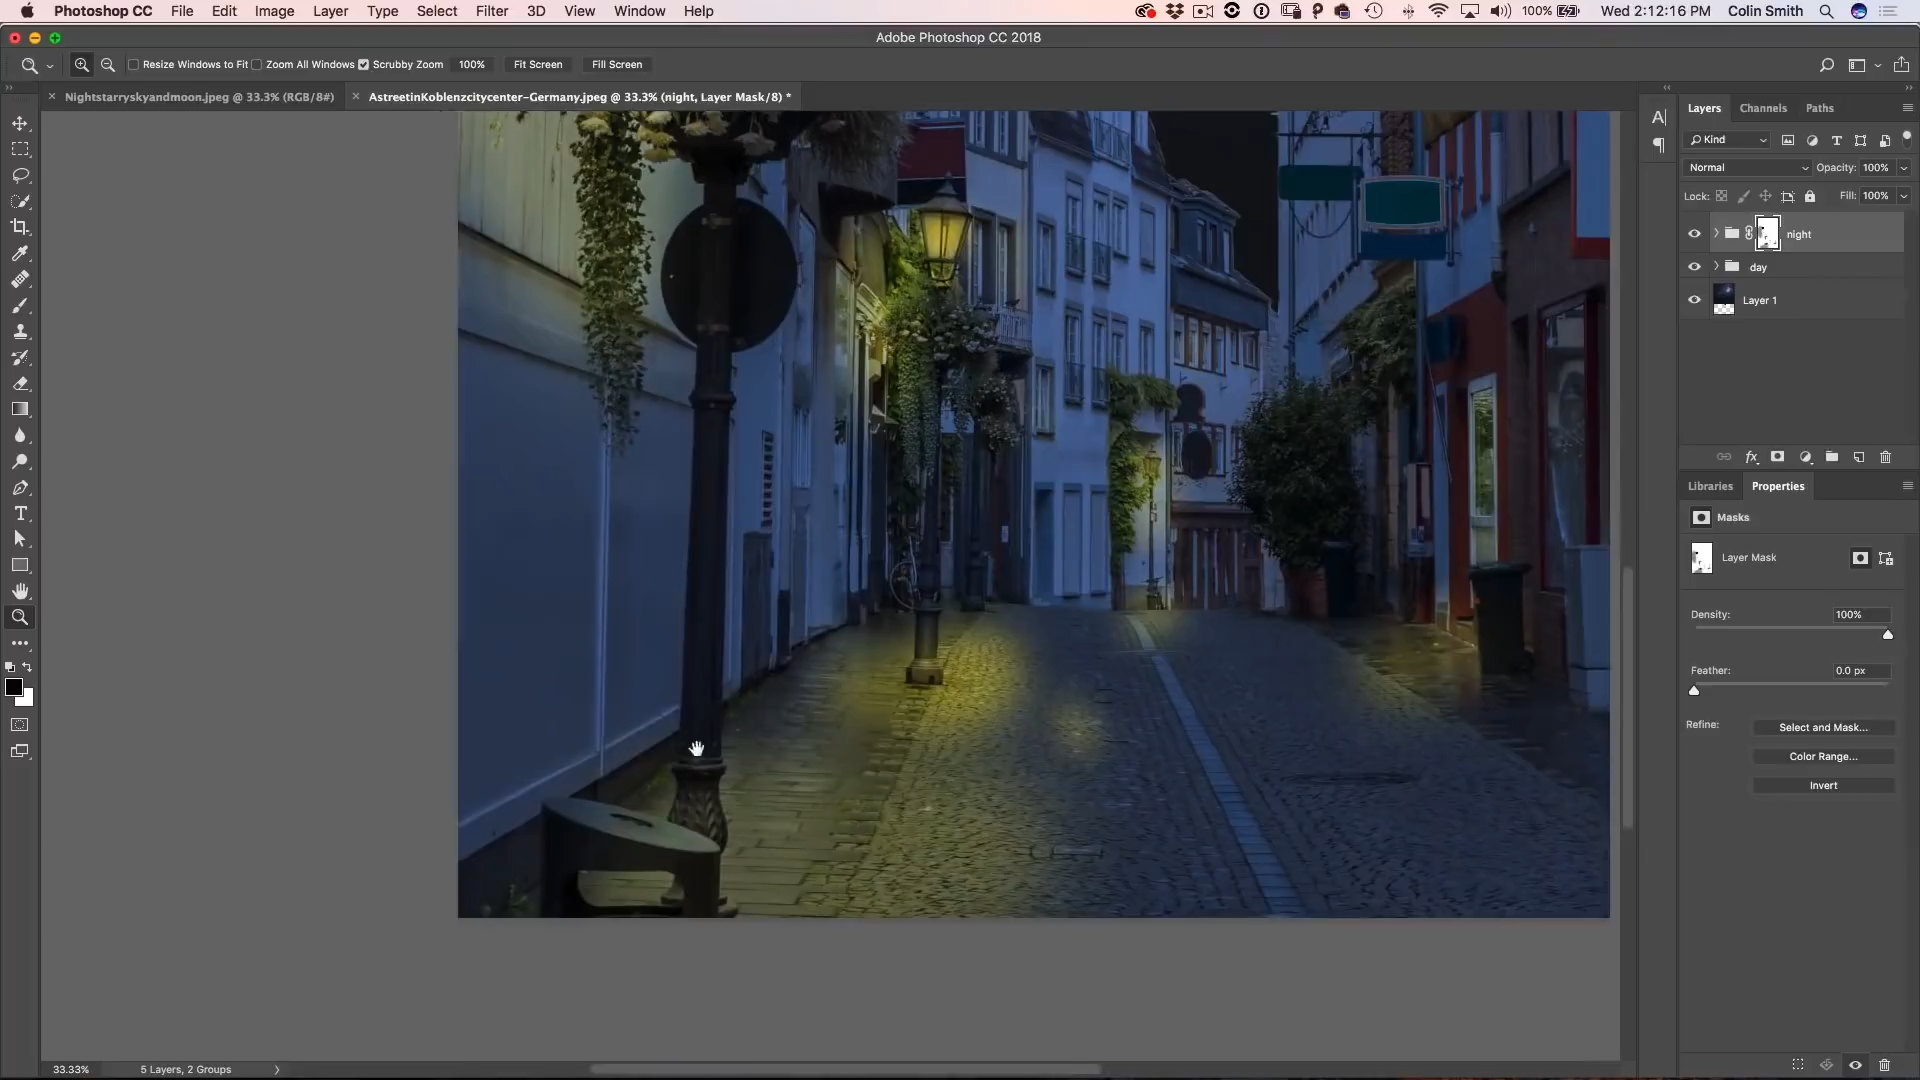 Photoshop CC File Edit Image Layer Type Select Filter 3D View Window Help 100% Wed 2:12:16 PM Colin Smith
Adobe Photoshop CC 2018
Resize Windows to Fit Zoom All Windows Scrubby Zoom 100% Fit Screen Fill Screen
Nightstarryskyandmoon.jpeg @ 33.3% (RGB/8#) AstreetinKoblenzcitycenter-Germany.jpeg @ 33.3% (night, Layer Mask/8) *
Layers Channels Paths
Kind
Normal Opacity: 100%
Lock: Fill: 100%
night
day
Layer 1
fx
Libraries Properties
Masks
Layer Mask
Density: 100%
Feather: 0.0 px
Refine: Select and Mask...
Color Range...
Invert
33.33% 5 Layers, 2 Groups